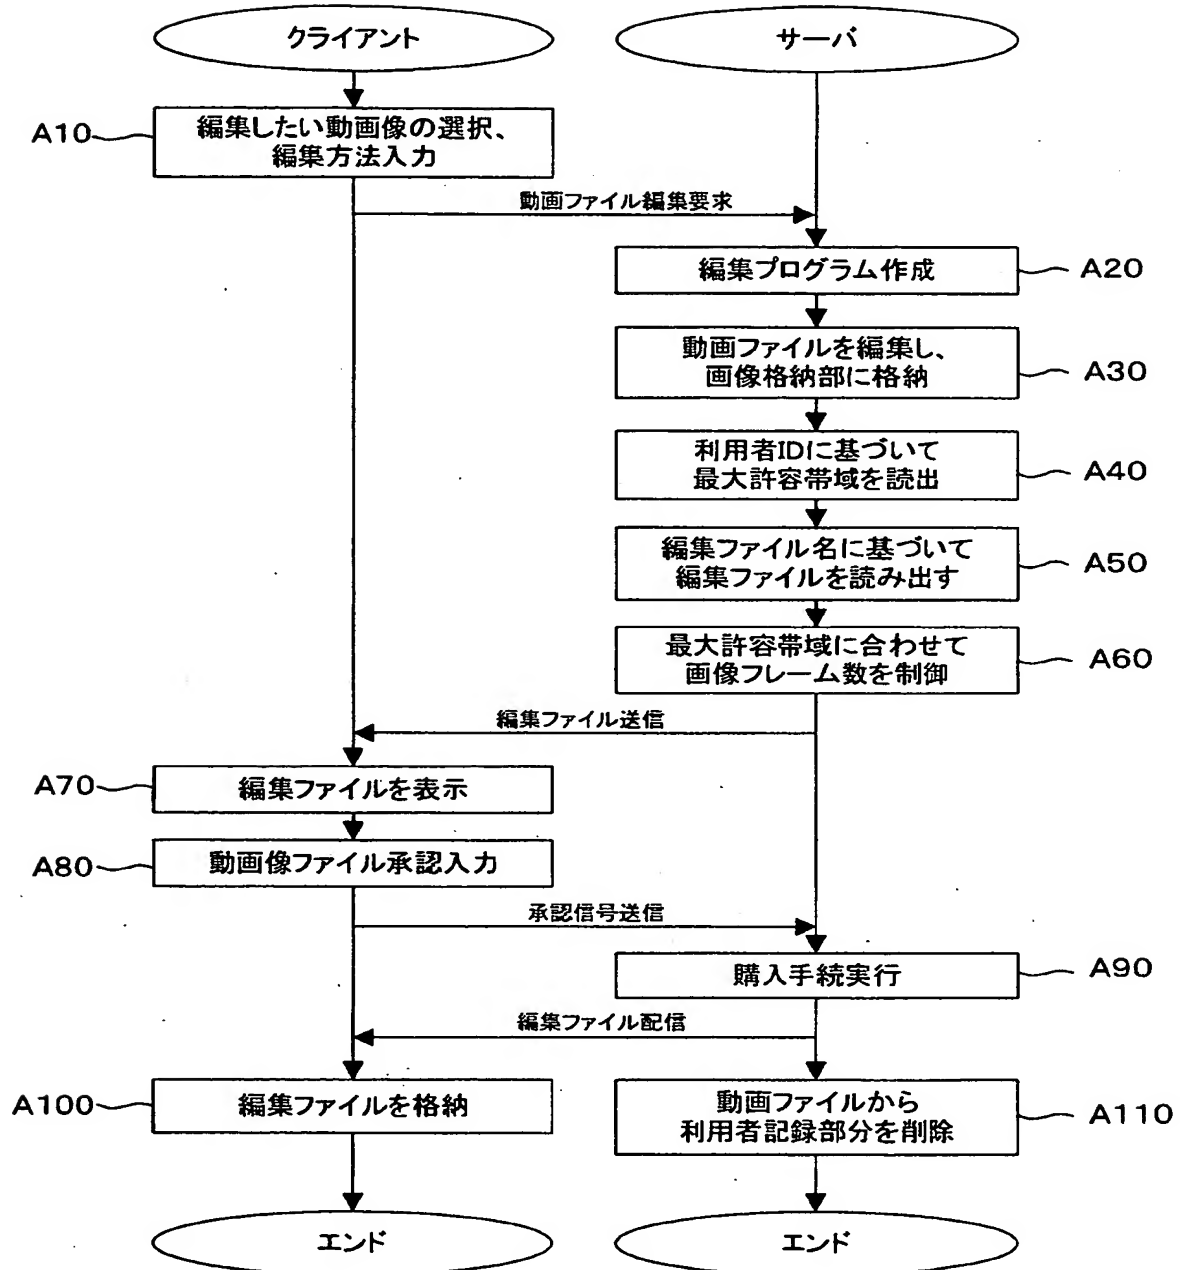 クライアント
サーバ
A10
編集したい動画像の選択、
編集方法入力
動画ファイル編集要求
編集プログラム作成
A20
動画ファイルを編集し、
画像格納部に格納
A30
利用者IDに基づいて
最大許容帯域を読出
A40
編集ファイル名に基づいて
編集ファイルを読み出す
A50
最大許容帯域に合わせて
画像フレーム数を制御
A60
編集ファイル送信
A70
編集ファイルを表示
A80
動画像ファイル承認入力
承認信号送信
購入手続実行
A90
編集ファイル配信
A100
編集ファイルを格納
動画ファイルから
利用者記録部分を削除
A110
エンド
エンド